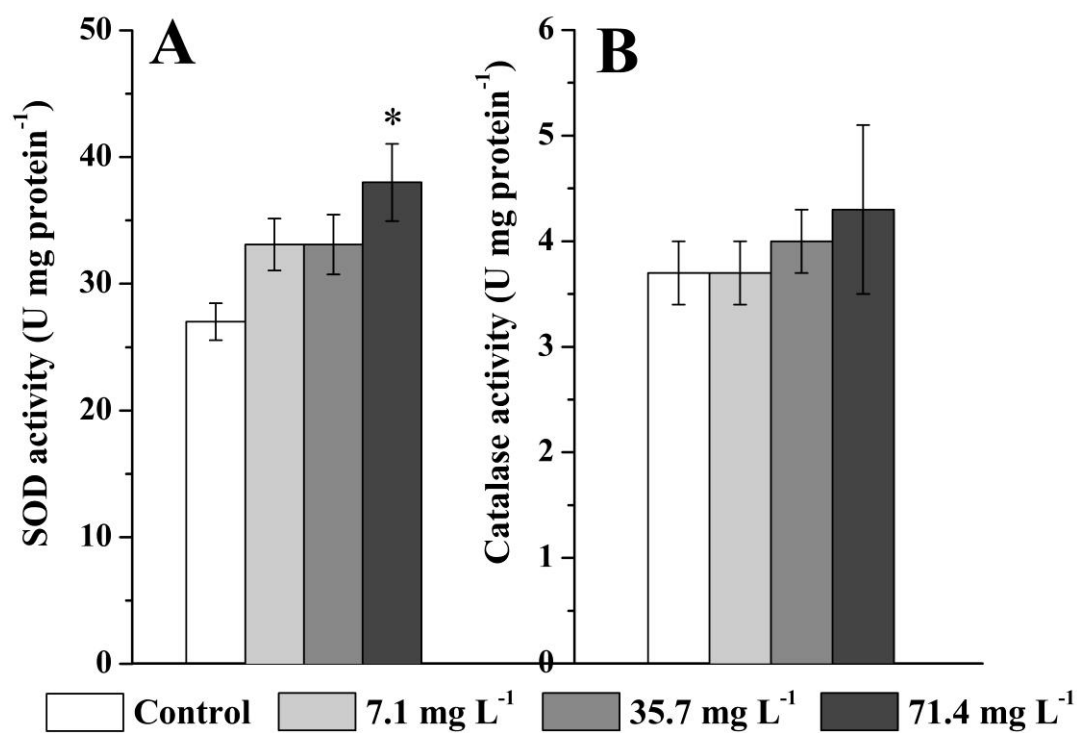 A
SOD activity (U mg protein⁻¹)
50
40
30
20
10
0
*
B
Catalase activity (U mg protein⁻¹)
6
5
4
3
2
1
0
Control 7.1 mg L⁻¹ 35.7 mg L⁻¹ 71.4 mg L⁻¹